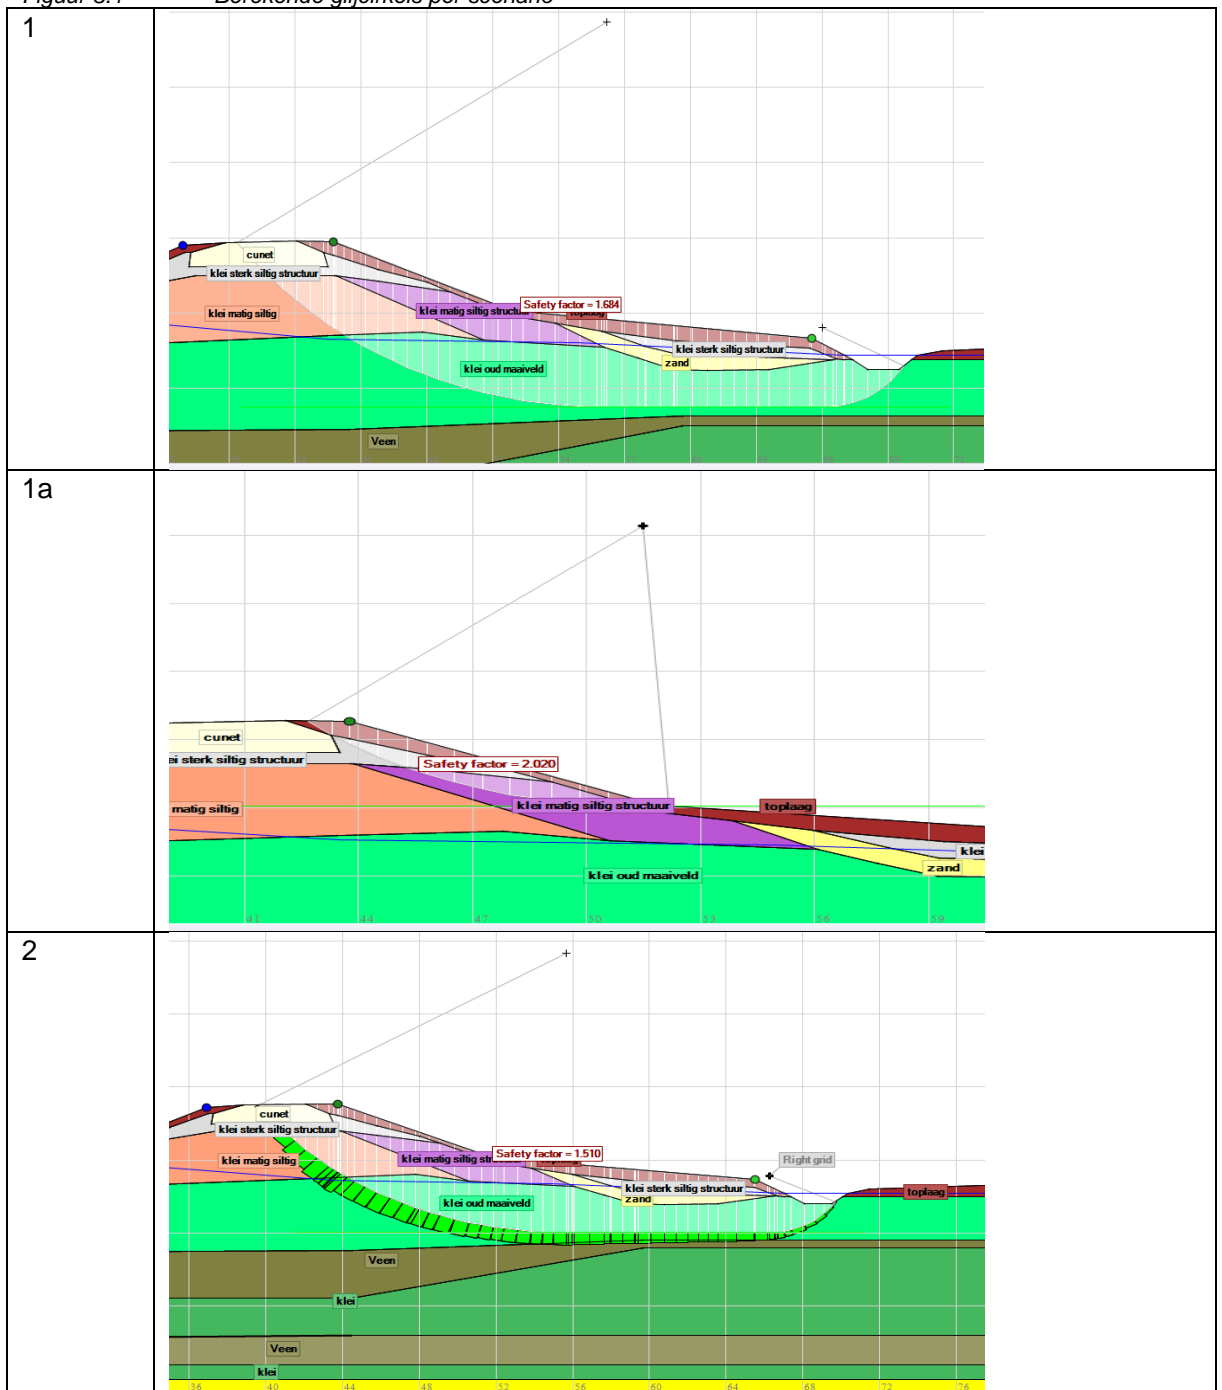 1
cunet
klei sterk siltig structuur
klei matig siltig
klei matig siltig structuur
Safety factor = 1.684
toplaag
klei sterk siltig structuur
zand
klei oud maaiveld
Veen
1a
cunet
ei sterk siltig structuur
Safety factor = 2.020
matig siltig
klei matig siltig structuur
toplaag
klei
zand
klei oud maaiveld
41 44 47 50 53 56 59
2
cunet
klei sterk siltig structuur
klei matig siltig
klei matig siltig
Safety factor = 1.510
Right grid
klei sterk siltig structuur
zand
toplaag
klei oud maaiveld
Veen
klei
Veen
klei
36 40 44 48 52 56 60 64 68 72 76